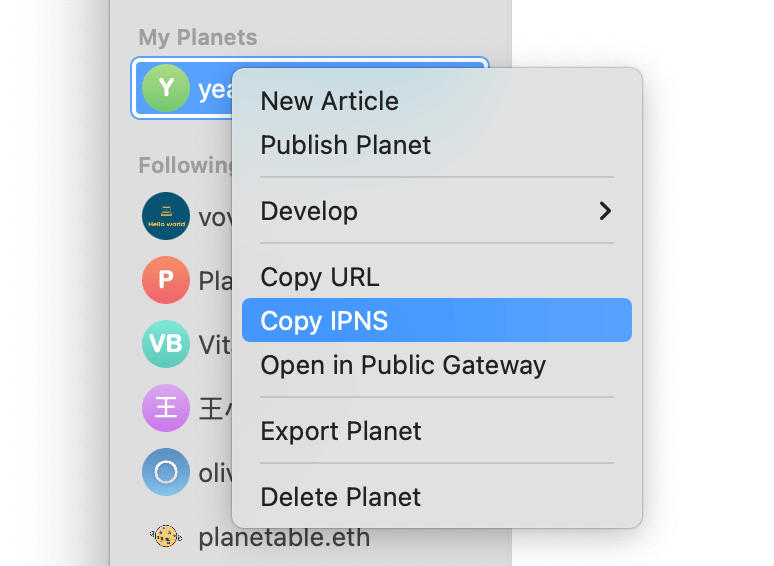 My Planets
Y yea
New Article
Publish Planet
Following
Hello world vov
Develop
P Pla
Copy URL
Copy IPNS
VB Vit
Open in Public Gateway
王 王小
Export Planet
oliv
Delete Planet
planetable.eth